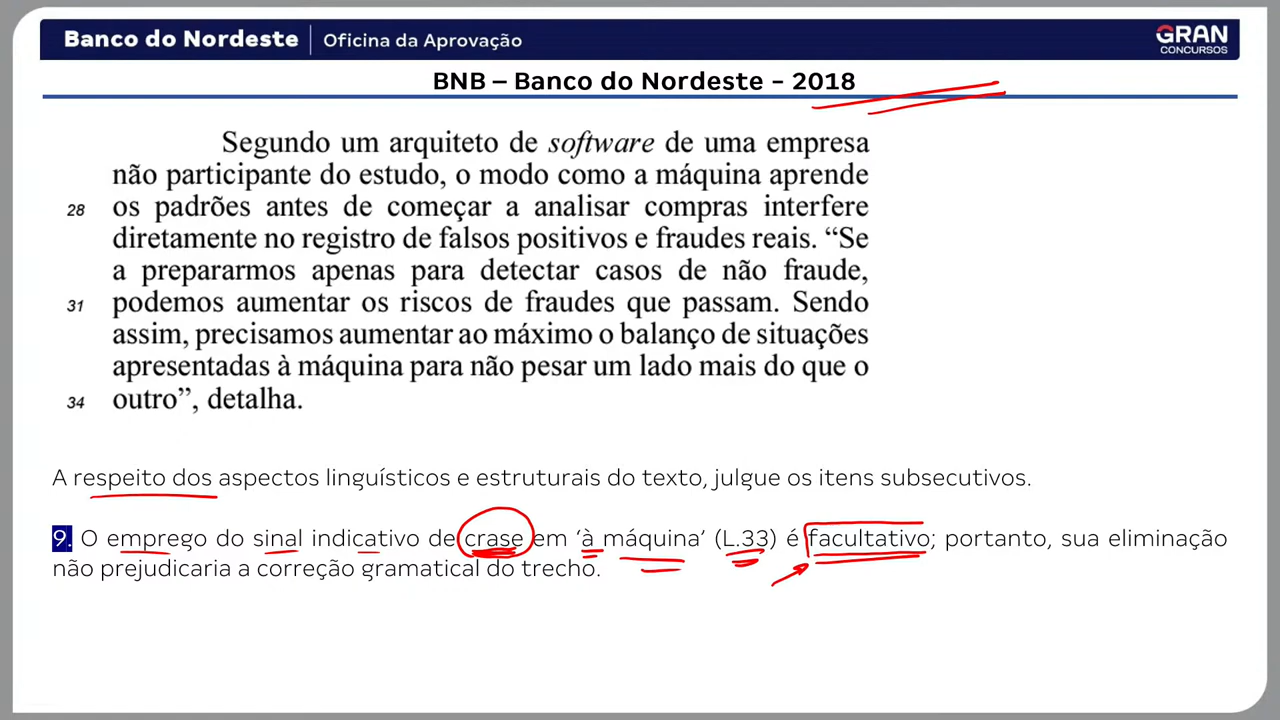 Banco do Nordeste | Oficina da Aprovação
GRAN
CONCURSOS
BNB – Banco do Nordeste - 2018
Segundo um arquiteto de software de uma empresa
não participante do estudo, o modo como a máquina aprende
28 os padrões antes de começar a analisar compras interfere
diretamente no registro de falsos positivos e fraudes reais. “Se
a prepararmos apenas para detectar casos de não fraude,
31 podemos aumentar os riscos de fraudes que passam. Sendo
assim, precisamos aumentar ao máximo o balanço de situações
apresentadas à máquina para não pesar um lado mais do que o
34 outro”, detalha.
A respeito dos aspectos linguísticos e estruturais do texto, julgue os itens subsecutivos.
9. O emprego do sinal indicativo de crase em ‘à máquina’ (L.33) é facultativo; portanto, sua eliminação
não prejudicaria a correção gramatical do trecho.